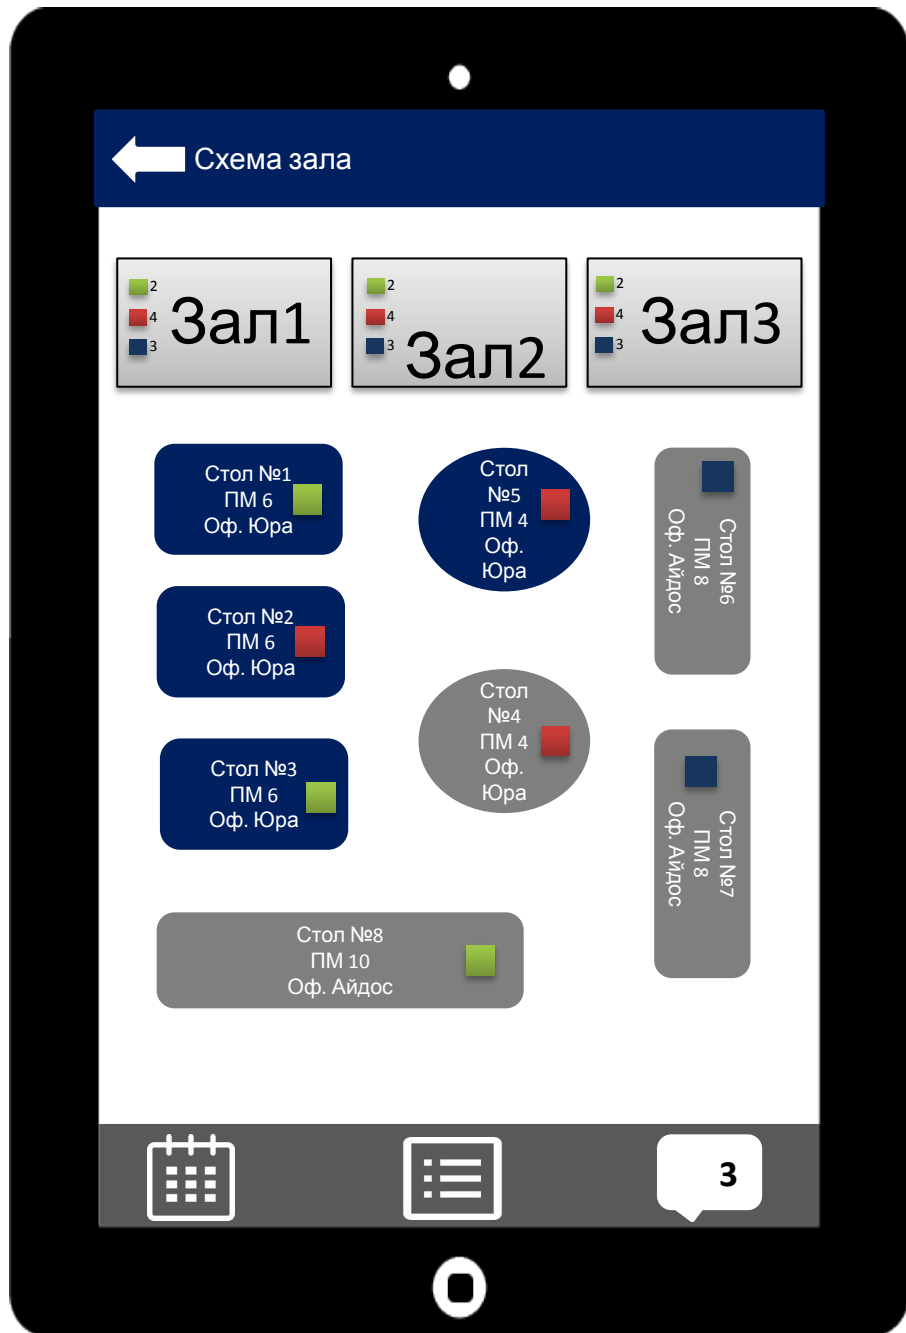 Схема зала
2
4
3
Зал1
2
4
3
Зал2
2
4
3
Зал3
Стол №1
ПМ 6
Оф. Юра
Стол
№5
ПМ 4
Оф.
Юра
Стол №6
ПМ 8
Оф. Айдос
Стол №2
ПМ 6
Оф. Юра
Стол
№4
ПМ 4
Оф.
Юра
Стол №3
ПМ 6
Оф. Юра
Стол №7
ПМ 8
Оф. Айдос
Стол №8
ПМ 10
Оф. Айдос
3